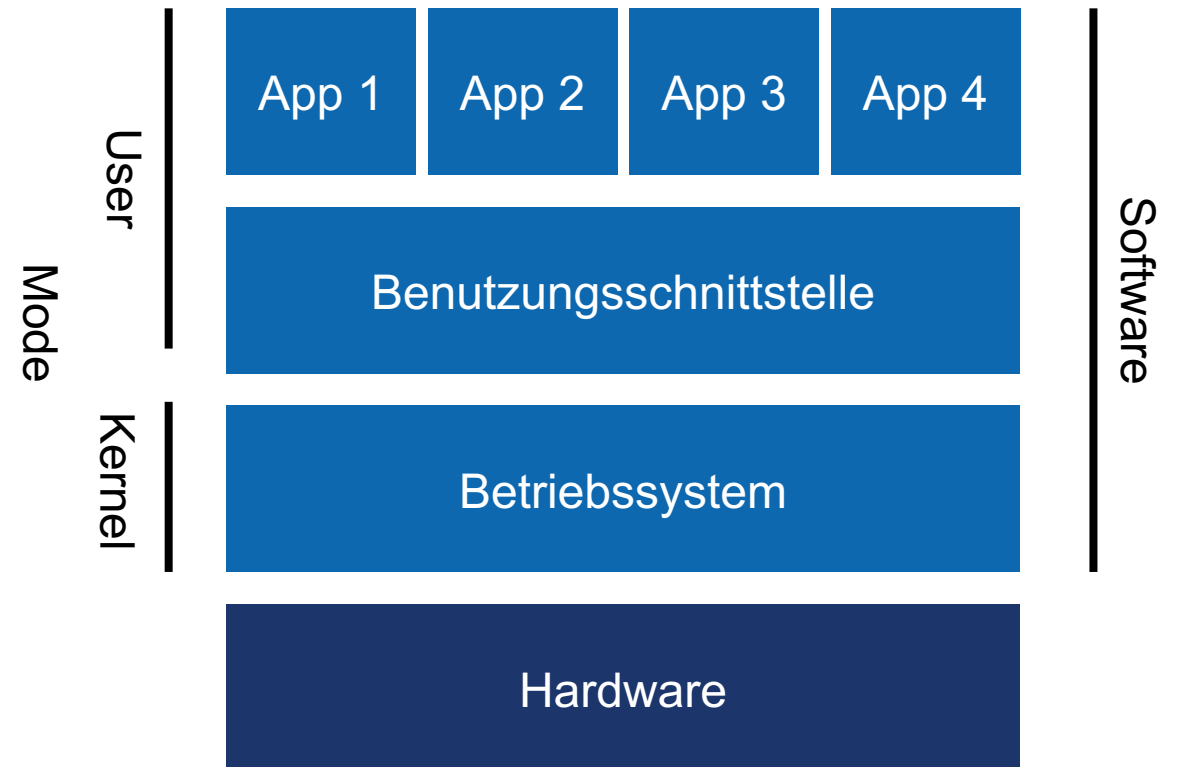 App 1
App 2
App 3
App 4
User
Mode
Software
Benutzungsschnittstelle
Kernel
Betriebssystem
Hardware